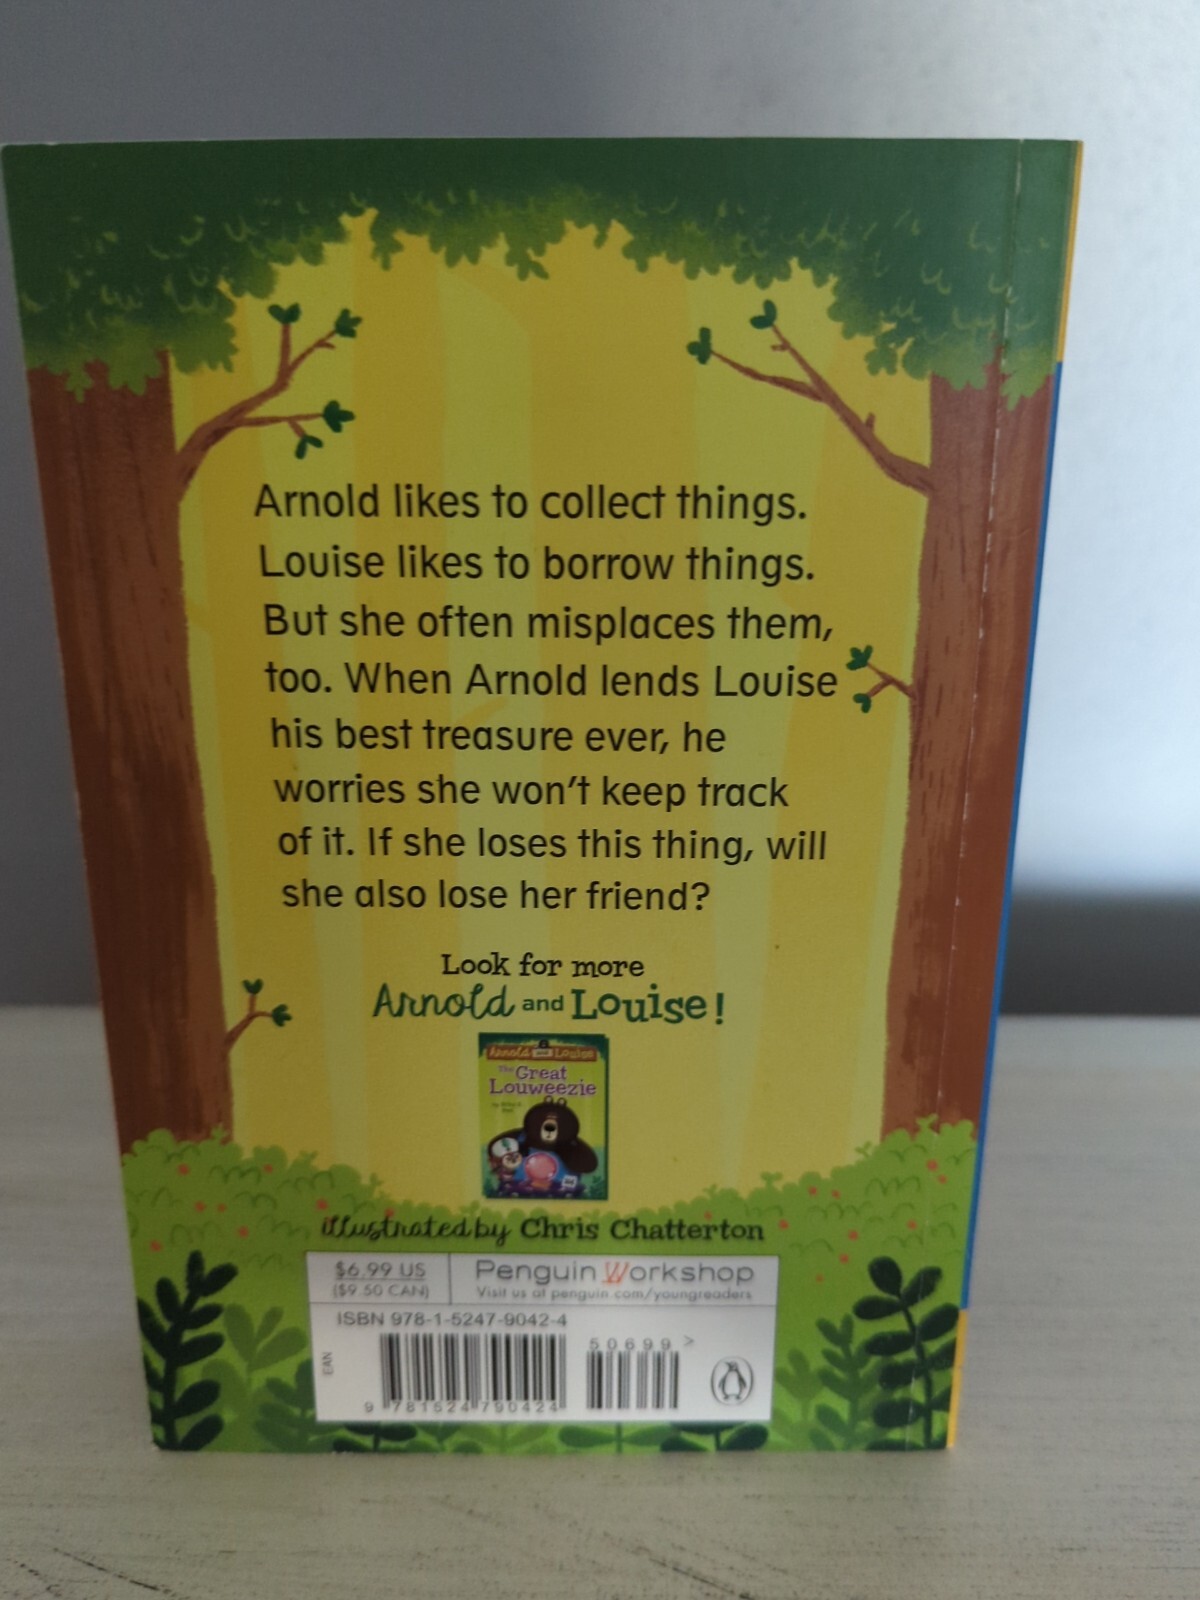 Arnold likes to collect things.
Louise likes to borrow things.
But she often misplaces them,
too. When Arnold lends Louise
his best treasure ever, he
worries she won't keep track
of it. If she loses this thing, will
she also lose her friend?
Look for more
Arnold and Louise!
Arnold and Louise
The Great
Louweezie
illustrated by Chris Chatterton
$6.99 US
($9.50 CAN)
Penguin Workshop
Visit us at penguin.com/youngreaders
ISBN 978-1-5247-9042-4
EAN
50699>
9 781524 790424